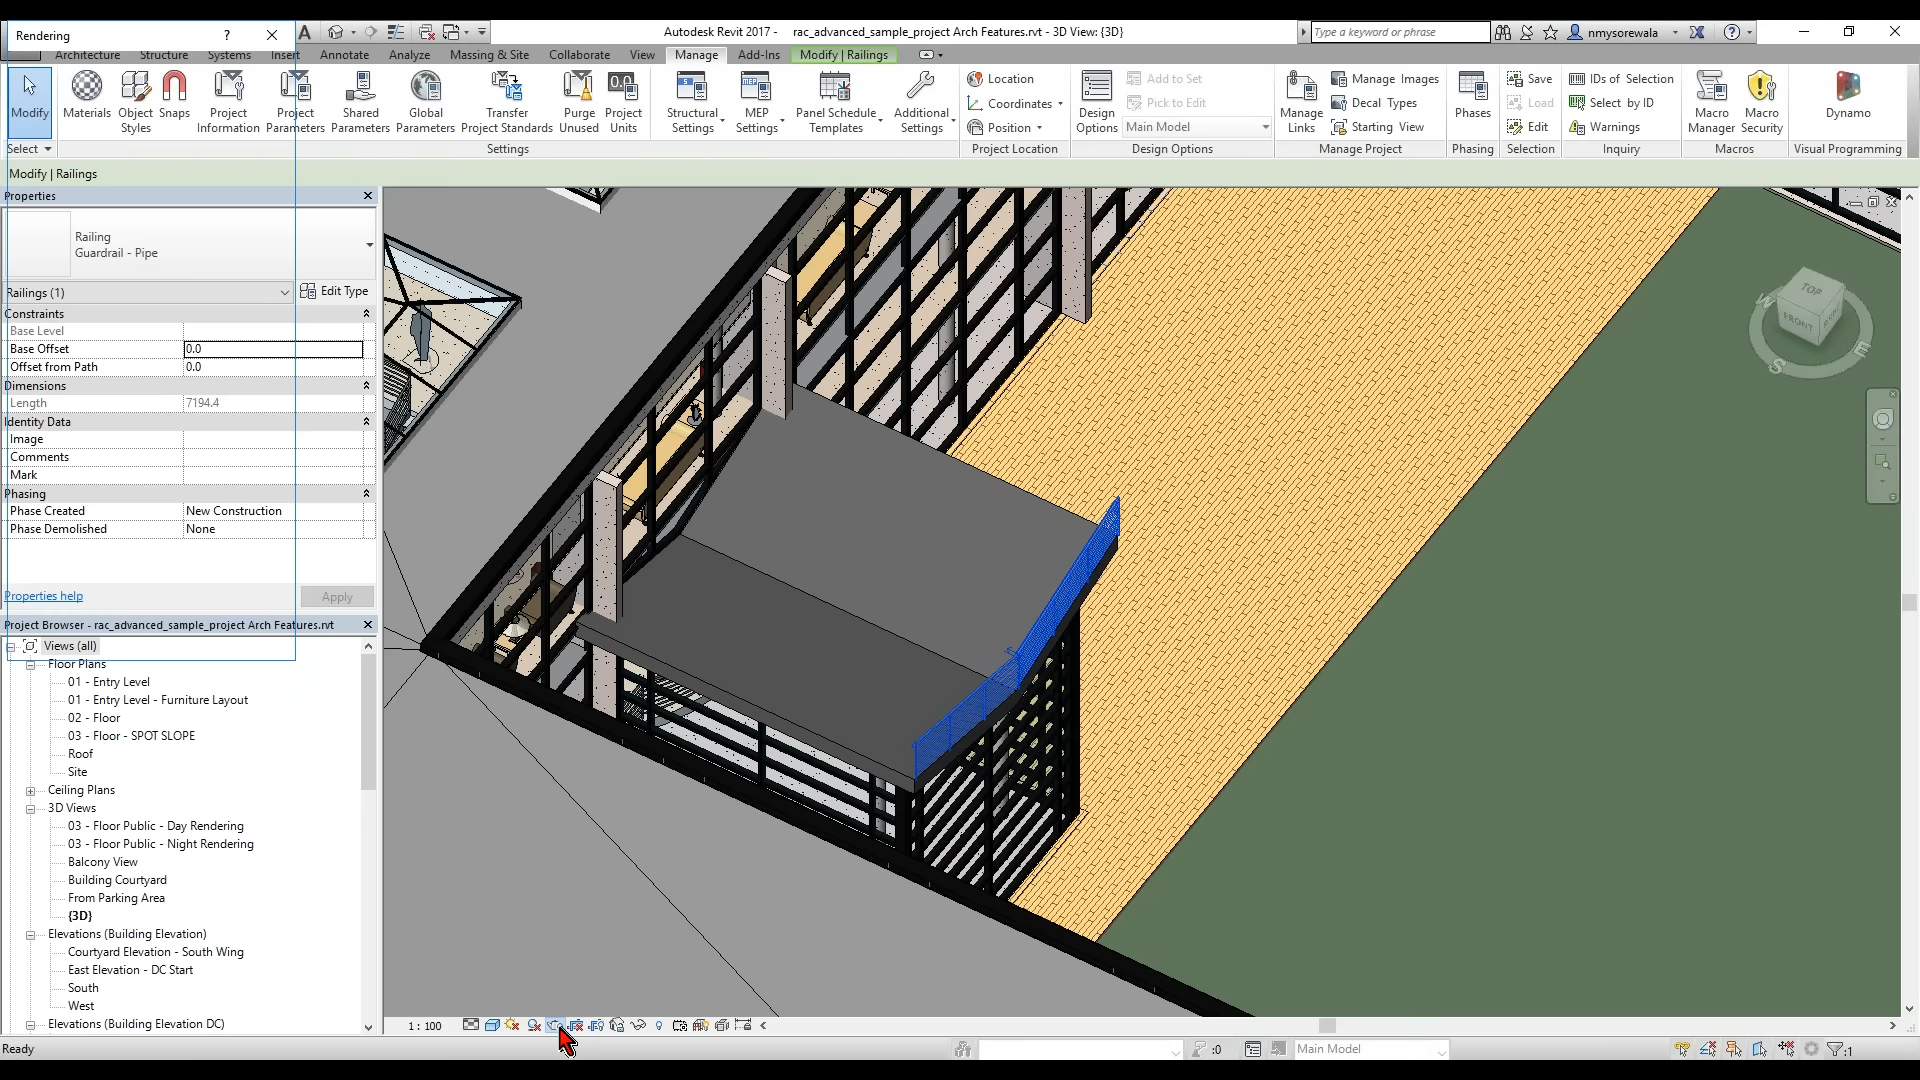 Rendering ? A Autodesk Revit 2017 - rac_advanced_sample_project Arch Features.rvt - 3D View: {3D} Type a keyword or phrase nmysorewala ?
Architecture Structure Systems Insert Annotate Analyze Massing & Site Collaborate View Manage Add-Ins Modify | Railings
Modify Materials Object Styles Snaps Project Information Project Parameters Shared Parameters Global Parameters Transfer Project Standards Purge Unused Project Units Structural Settings MEP Settings Panel Schedule Templates Additional Settings
Location
Coordinates
Position
Design Options
Add to Set
Pick to Edit
Main Model
Manage Links
Manage Images
Decal Types
Starting View
Phases
Save
Load
Edit
IDs of Selection
Select by ID
Warnings
Macro Manager Macro Security Dynamo
Select Settings Project Location Design Options Manage Project Phasing Selection Inquiry Macros Visual Programming
Modify | Railings
Properties
Railing
Guardrail - Pipe
Railings (1) Edit Type
Constraints
Base Level
Base Offset 0.0
Offset from Path 0.0
Dimensions
Length 7194.4
Identity Data
Image
Comments
Mark
Phasing
Phase Created New Construction
Phase Demolished None
Properties help Apply
Project Browser - rac_advanced_sample_project Arch Features.rvt
Views (all)
Floor Plans
01 - Entry Level
01 - Entry Level - Furniture Layout
02 - Floor
03 - Floor - SPOT SLOPE
Roof
Site
Ceiling Plans
3D Views
03 - Floor Public - Day Rendering
03 - Floor Public - Night Rendering
Balcony View
Building Courtyard
From Parking Area
{3D}
Elevations (Building Elevation)
Courtyard Elevation - South Wing
East Elevation - DC Start
South
West
Elevations (Building Elevation DC)
TOP
FRONT
W
S
E
1 : 100
Ready :0 Main Model :1